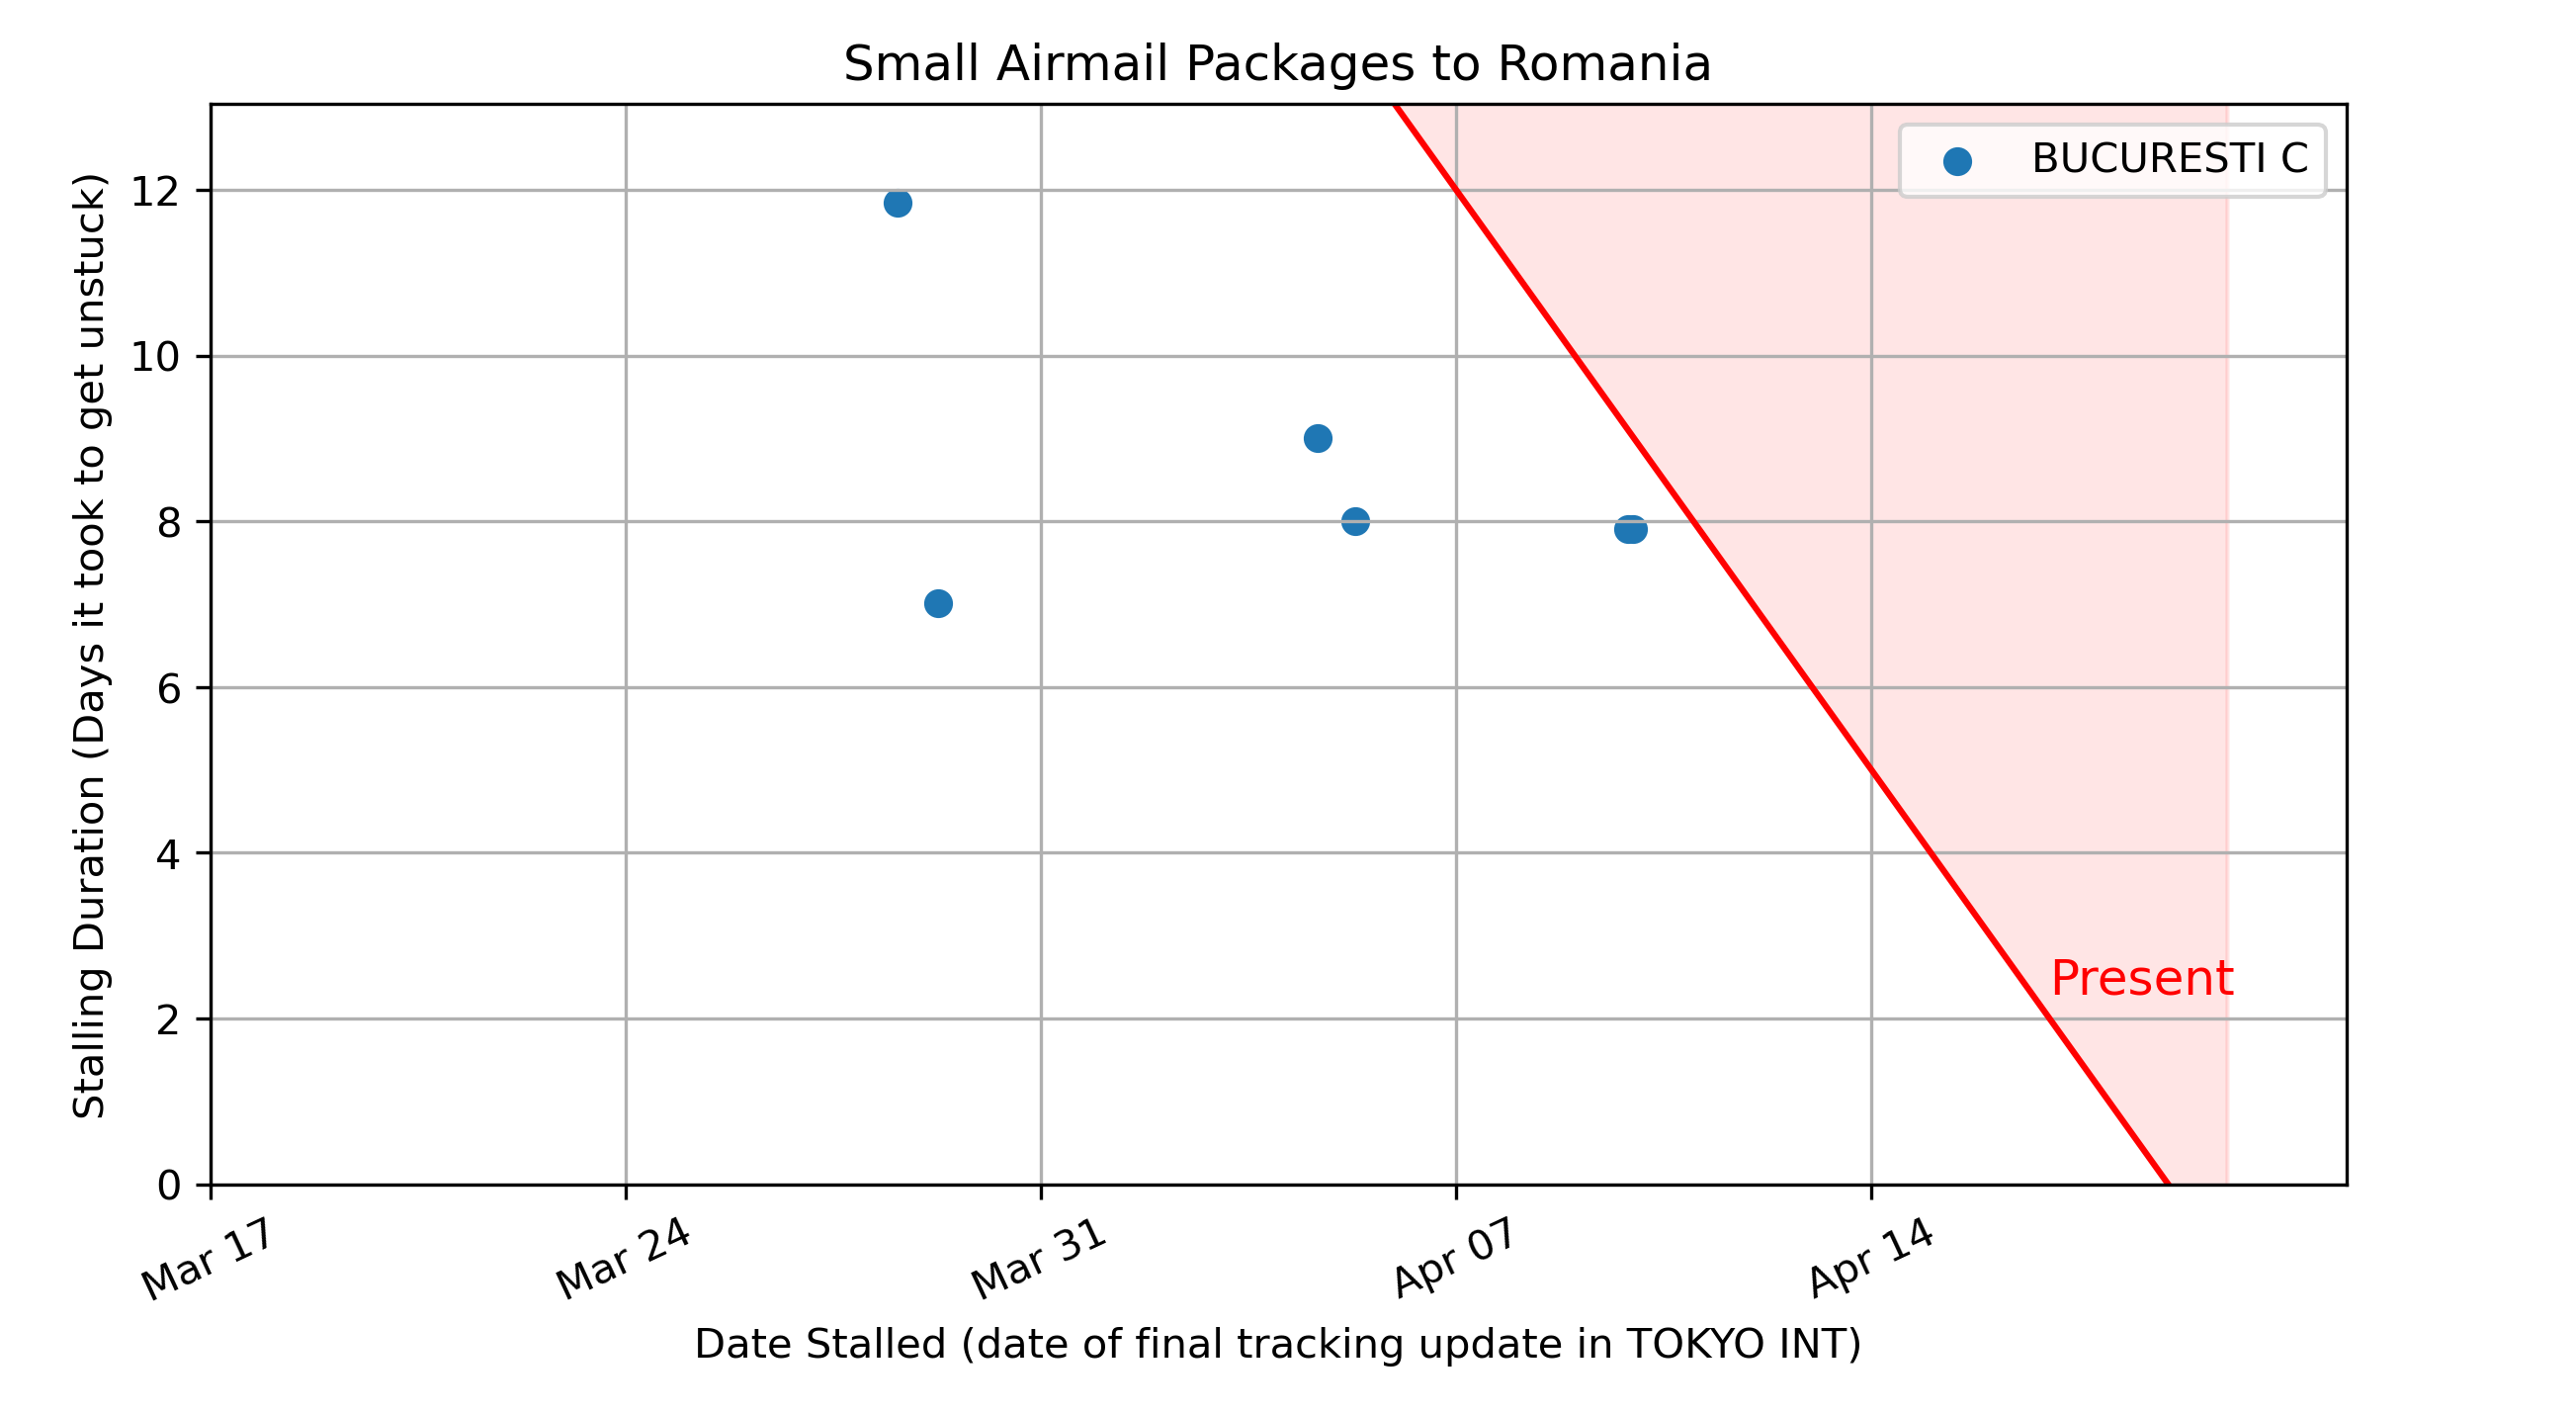 Small Airmail Packages to Romania
BUCURESTI C
Stalling Duration (Days it took to get unstuck)
12
10
8
6
4
2
0
Present
Mar 17
Mar 24
Mar 31
Apr 07
Apr 14
Date Stalled (date of final tracking update in TOKYO INT)